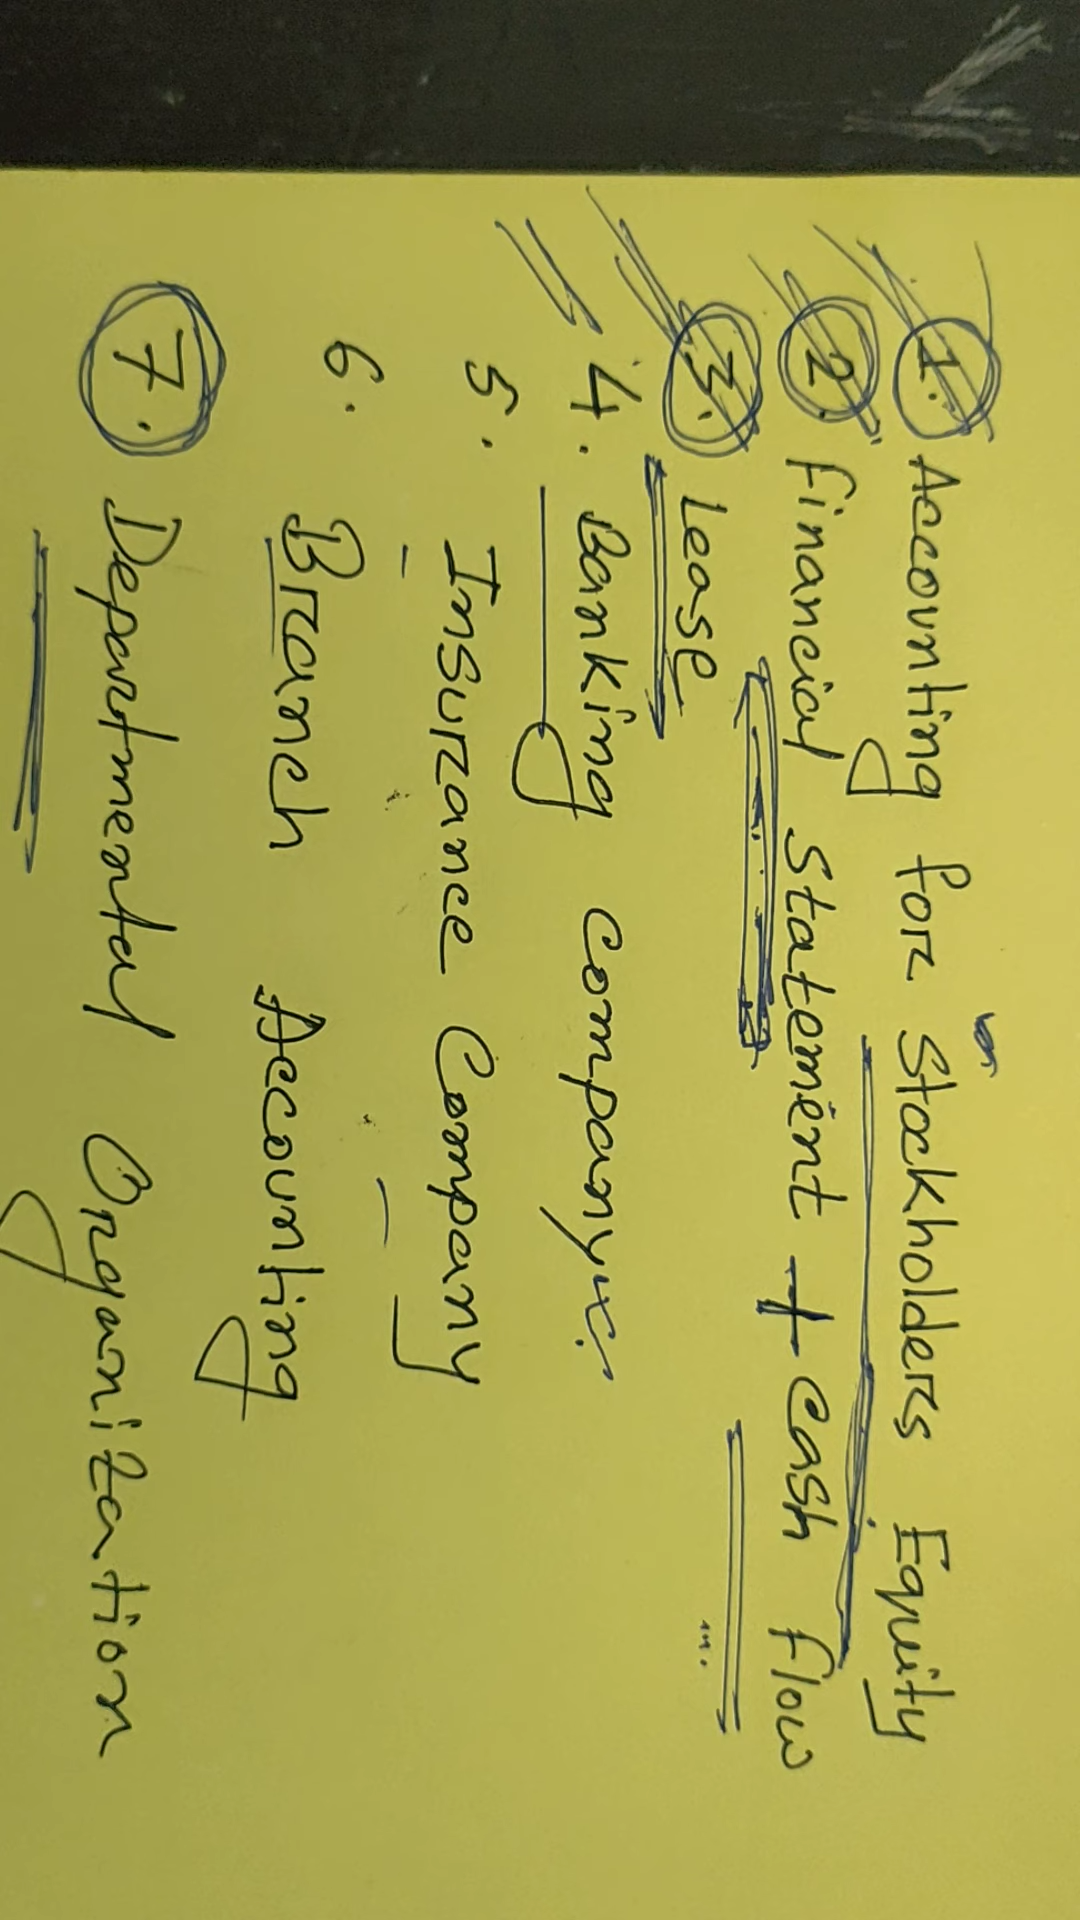 1. Accounting for Stockholders Equity
2. Financial Statement + Cash Flow
3. Lease
4. Banking Company
5. Insurance Company
6. Branch Accounting
7. Departmental Organization